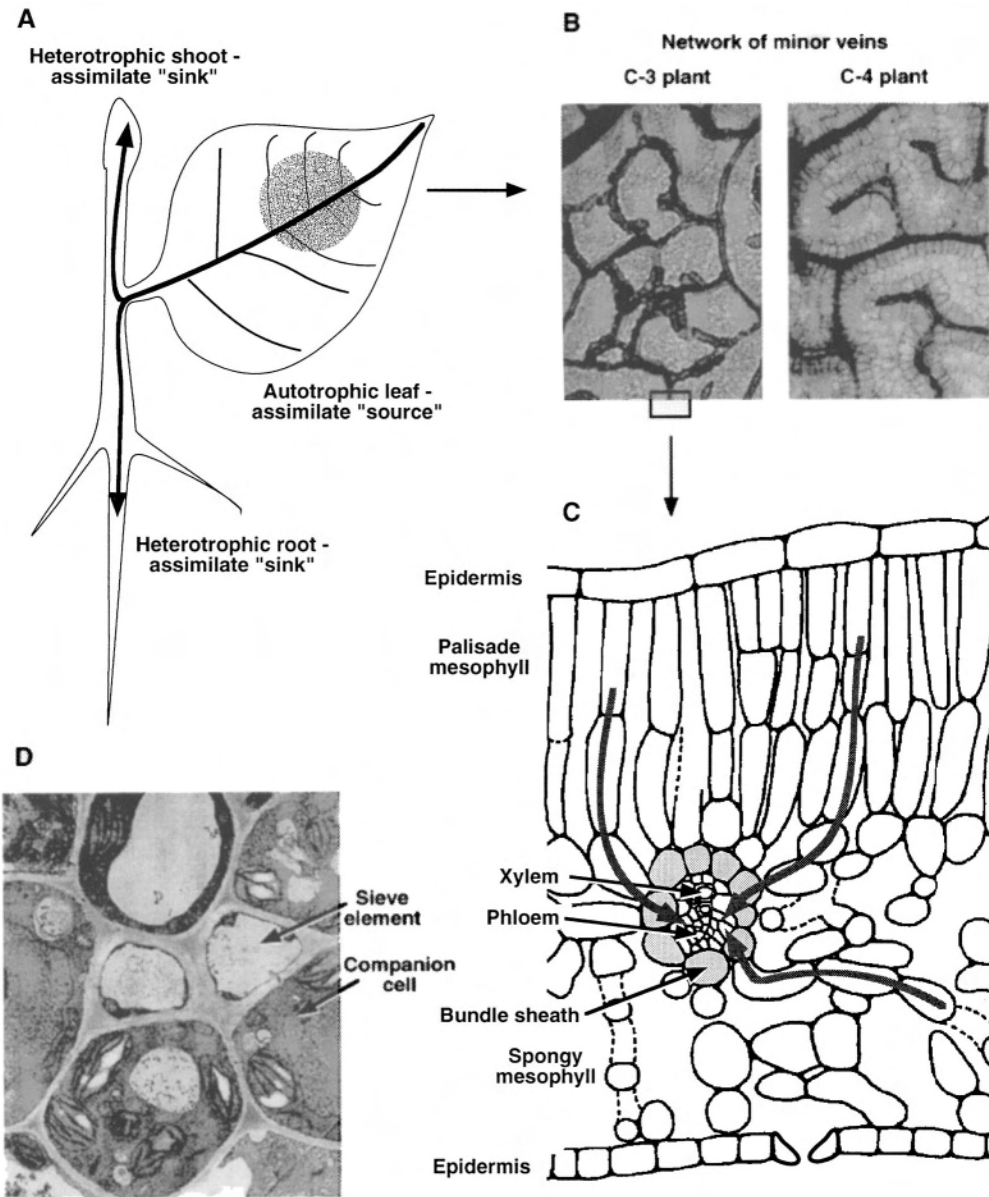 A
Heterotrophic shoot -
assimilate "sink"
Autotrophic leaf -
assimilate "source"
Heterotrophic root -
assimilate "sink"
B
Network of minor veins
C-3 plant
C-4 plant
C
Epidermis
Palisade
mesophyll
Xylem
Phloem
Bundle sheath
Spongy
mesophyll
Epidermis
D
Sieve
element
Companion
cell